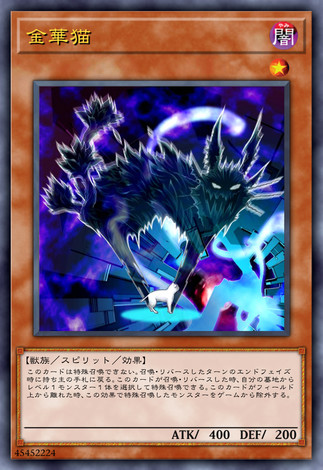 金華猫
やみ
闇
【獣族／スピリット／効果】
このカードは特殊召喚できない。召喚・リバースしたターンのエンドフェイズ
時に持ち主の手札に戻る。このカードが召喚・リバースした時、自分の墓地から
レベル１モンスター１体を選択して特殊召喚できる。このカードがフィールド
上から離れた時、この効果で特殊召喚したモンスターをゲームから除外する。
ATK/ 400 DEF/ 200
45452224